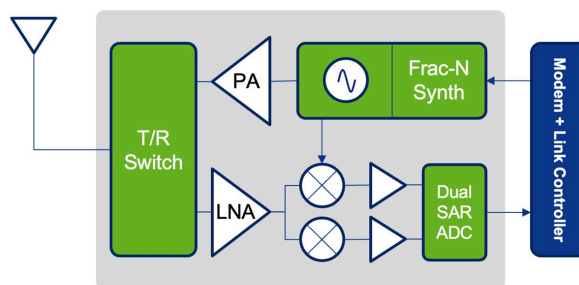 PA
Frac-N
Synth
T/R
Switch
LNA
Dual
SAR
ADC
Modem + Link Controller